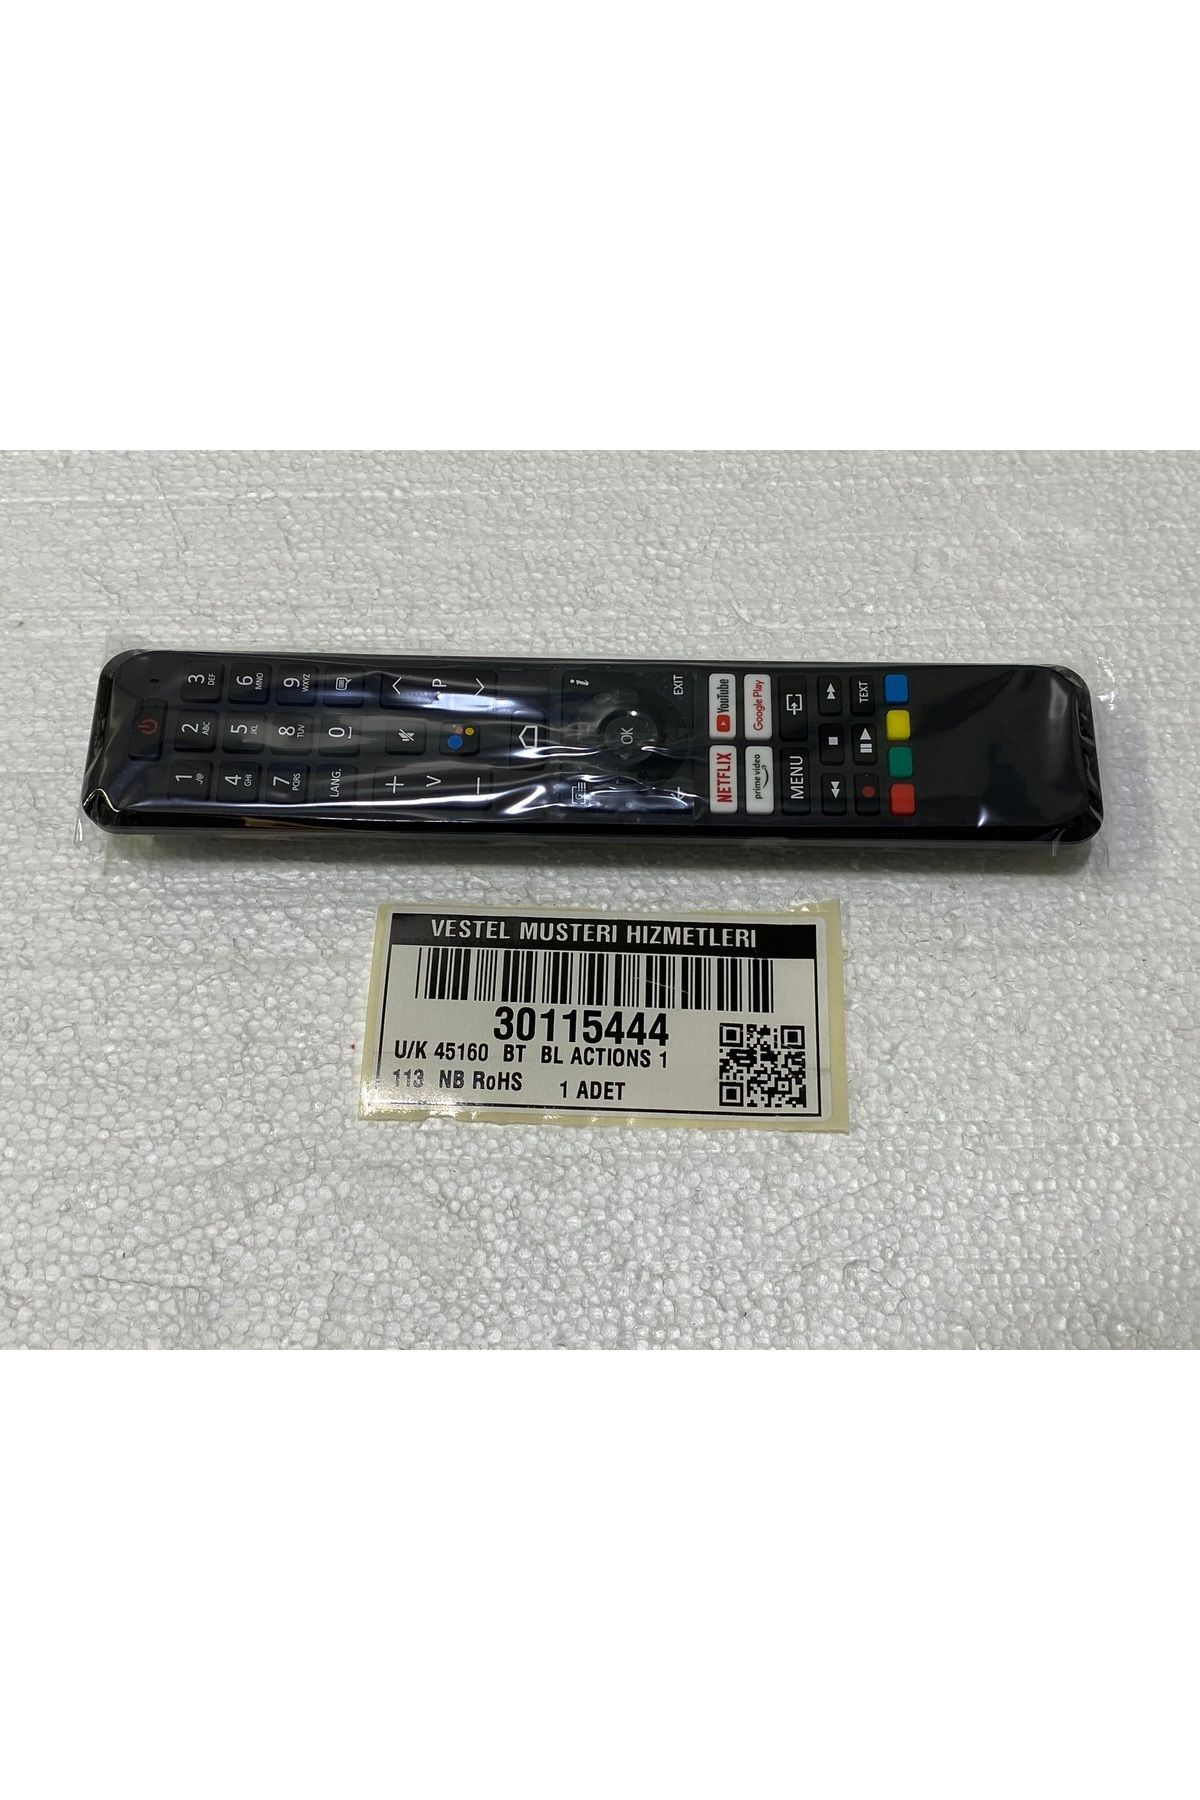 1 ./@ 2 ABC 3 DEF
4 GHI 5 JKL 6 MNO
7 PQRS 8 TUV 9 WXYZ
LANG. 0
+ P
V
-
i
OK
EXIT
NETFLIX YouTube
prime video Google Play
MENU
TEXT
VESTEL MUSTERI HIZMETLERI
30115444
U/K 45160 BT BL ACTIONS 1
113 NB RoHS 1 ADET